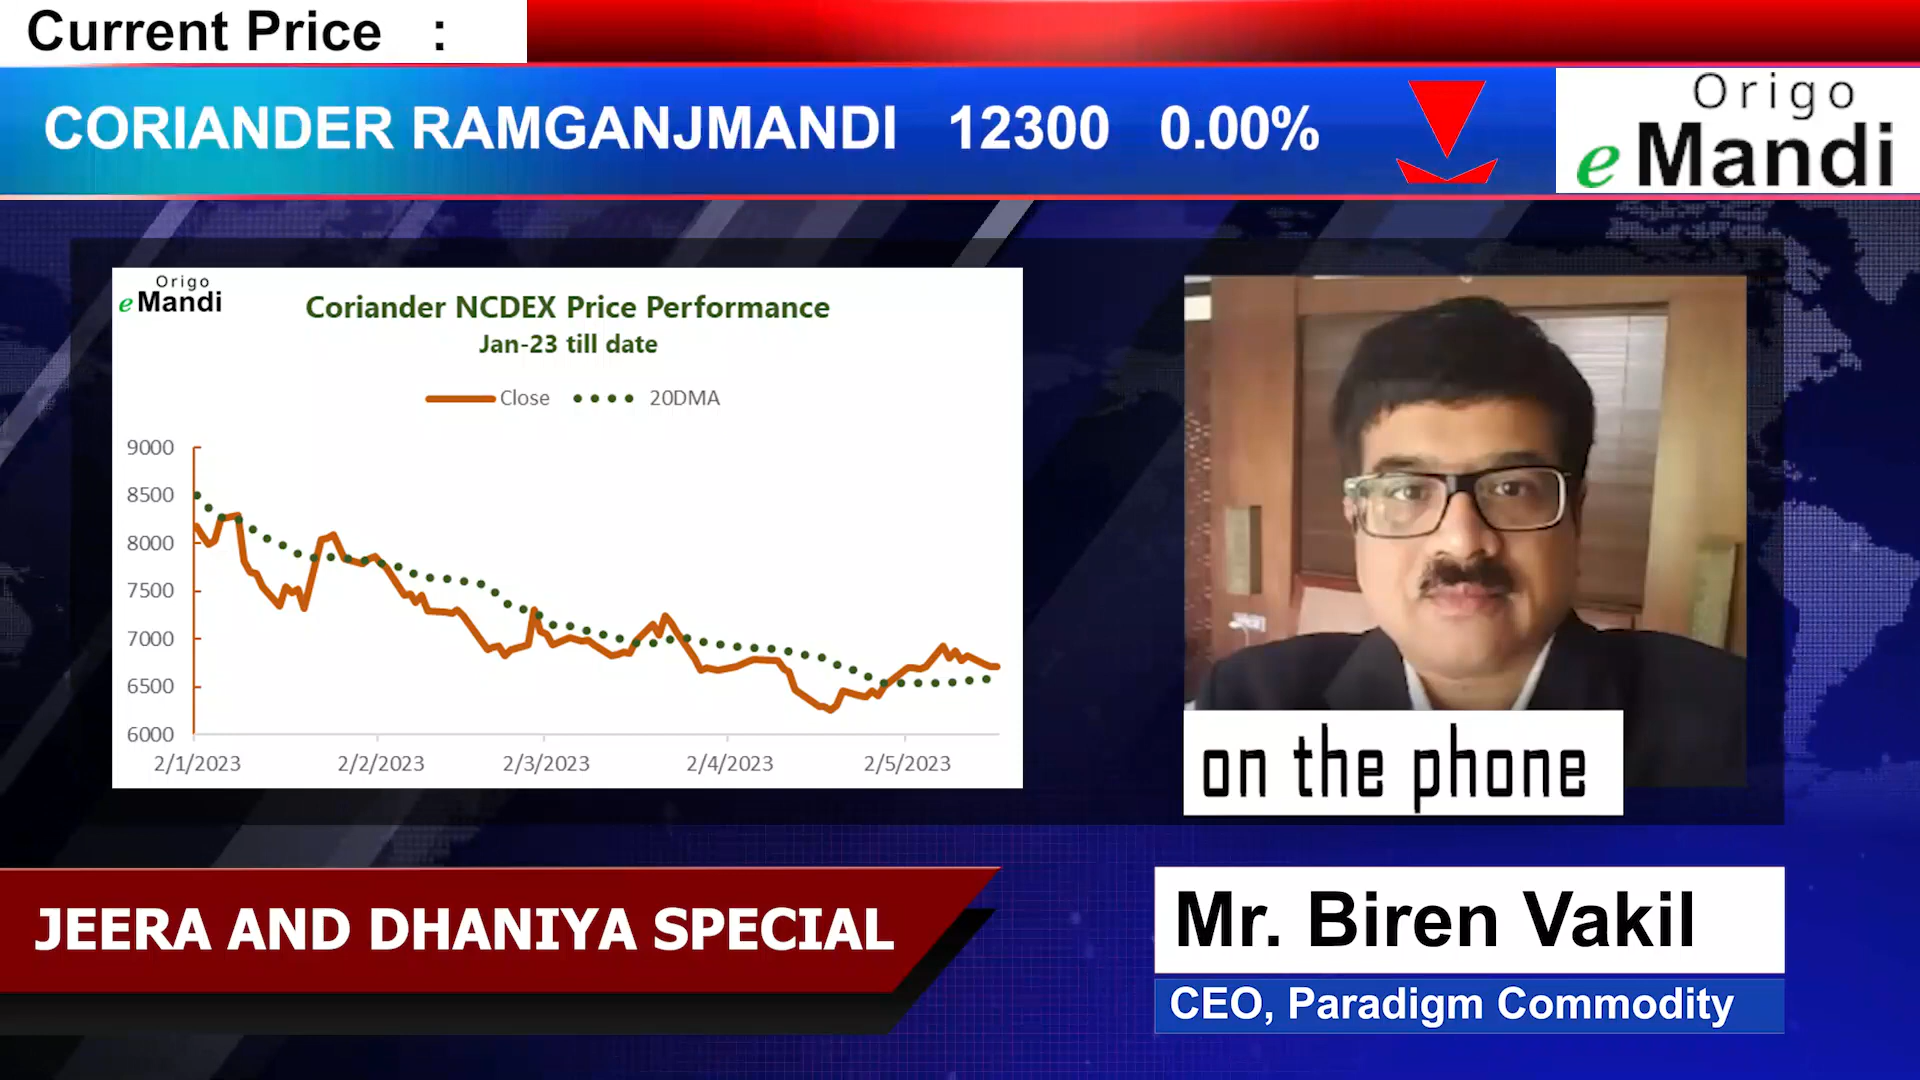 Current Price :
CORIANDER RAMGANJMANDI 12300 0.00%
Origo
eMandi
Origo
eMandi
Coriander NCDEX Price Performance
Jan-23 till date
Close 20DMA
9000
8500
8000
7500
7000
6500
6000
2/1/2023 2/2/2023 2/3/2023 2/4/2023 2/5/2023
on the phone
JEERA AND DHANIYA SPECIAL
Mr. Biren Vakil
CEO, Paradigm Commodity